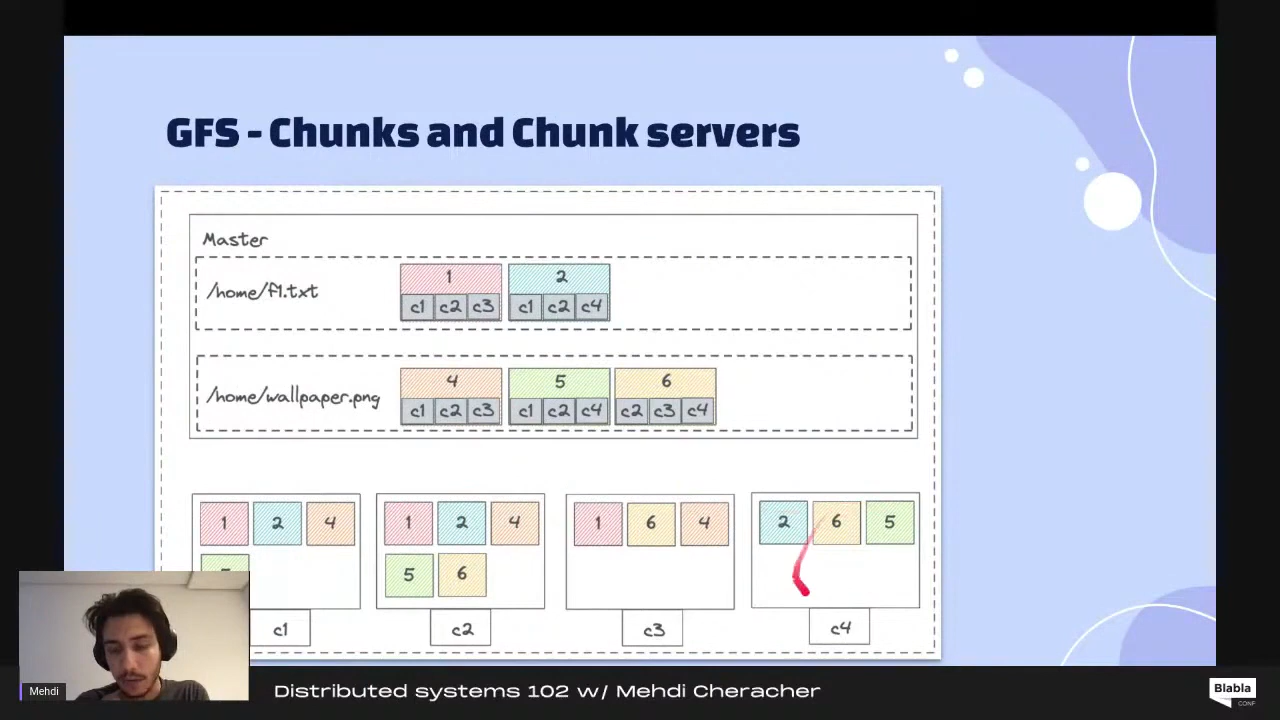 GFS - Chunks and Chunk servers
Master
/home/f1.txt
1
2
c1 c2 c3
c1 c2 c4
/home/wallpaper.png
4
5
6
c1 c2 c3
c1 c2 c4
c2 c3 c4
1 2 4
5
c1
1 2 4
5 6
c2
1 6 4
c3
2 6 5
c4
Mehdi
Distributed systems 102 w/ Mehdi Cheracher
Blabla
CONF